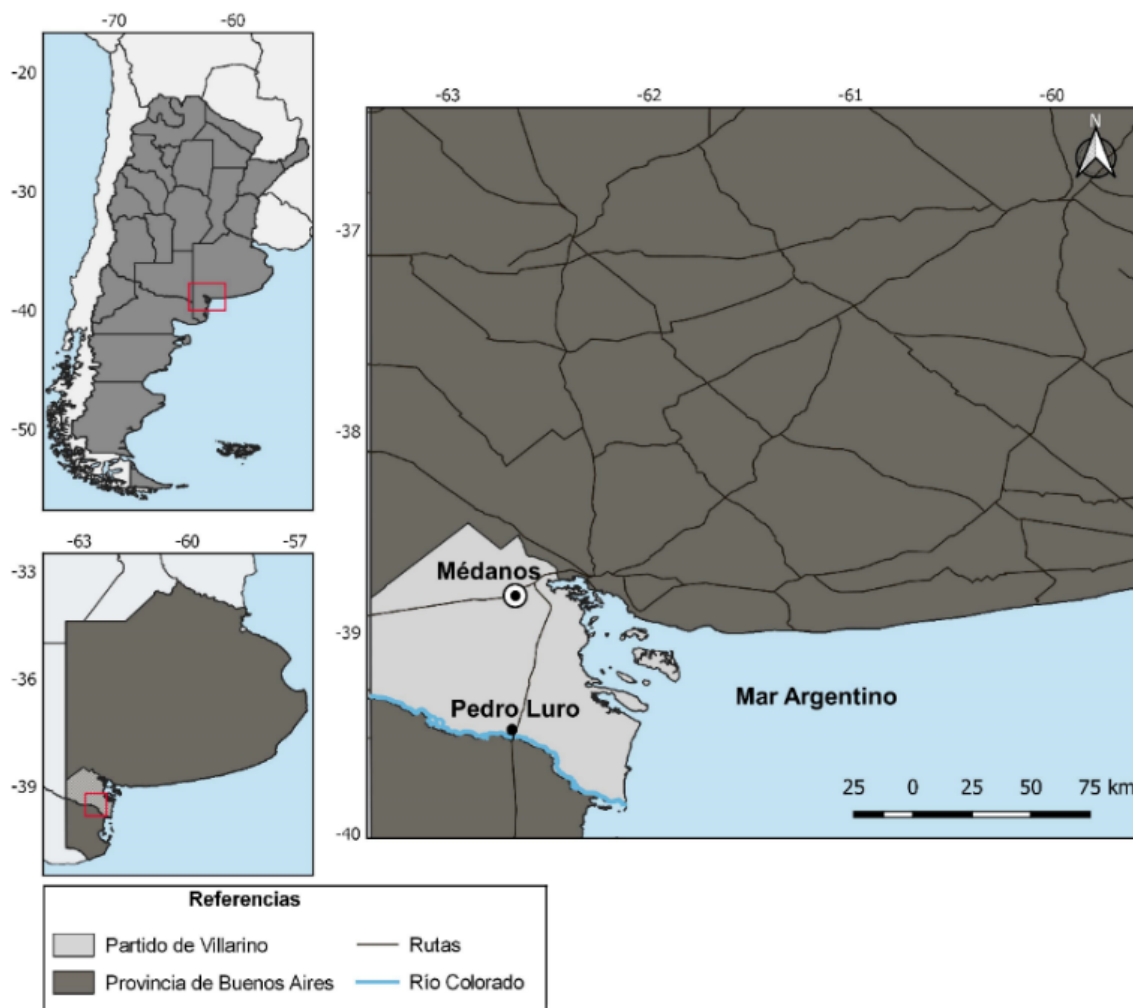 -70 -60
-20
-30
-40
-50
-63 -60 -57
-33
-36
-39
-63 -62 -61 -60
N
-37
-38
Médanos
-39
Pedro Luro
Mar Argentino
25 0 25 50 75 km
-40
Referencias
Partido de Villarino
Rutas
Provincia de Buenos Aires
Río Colorado